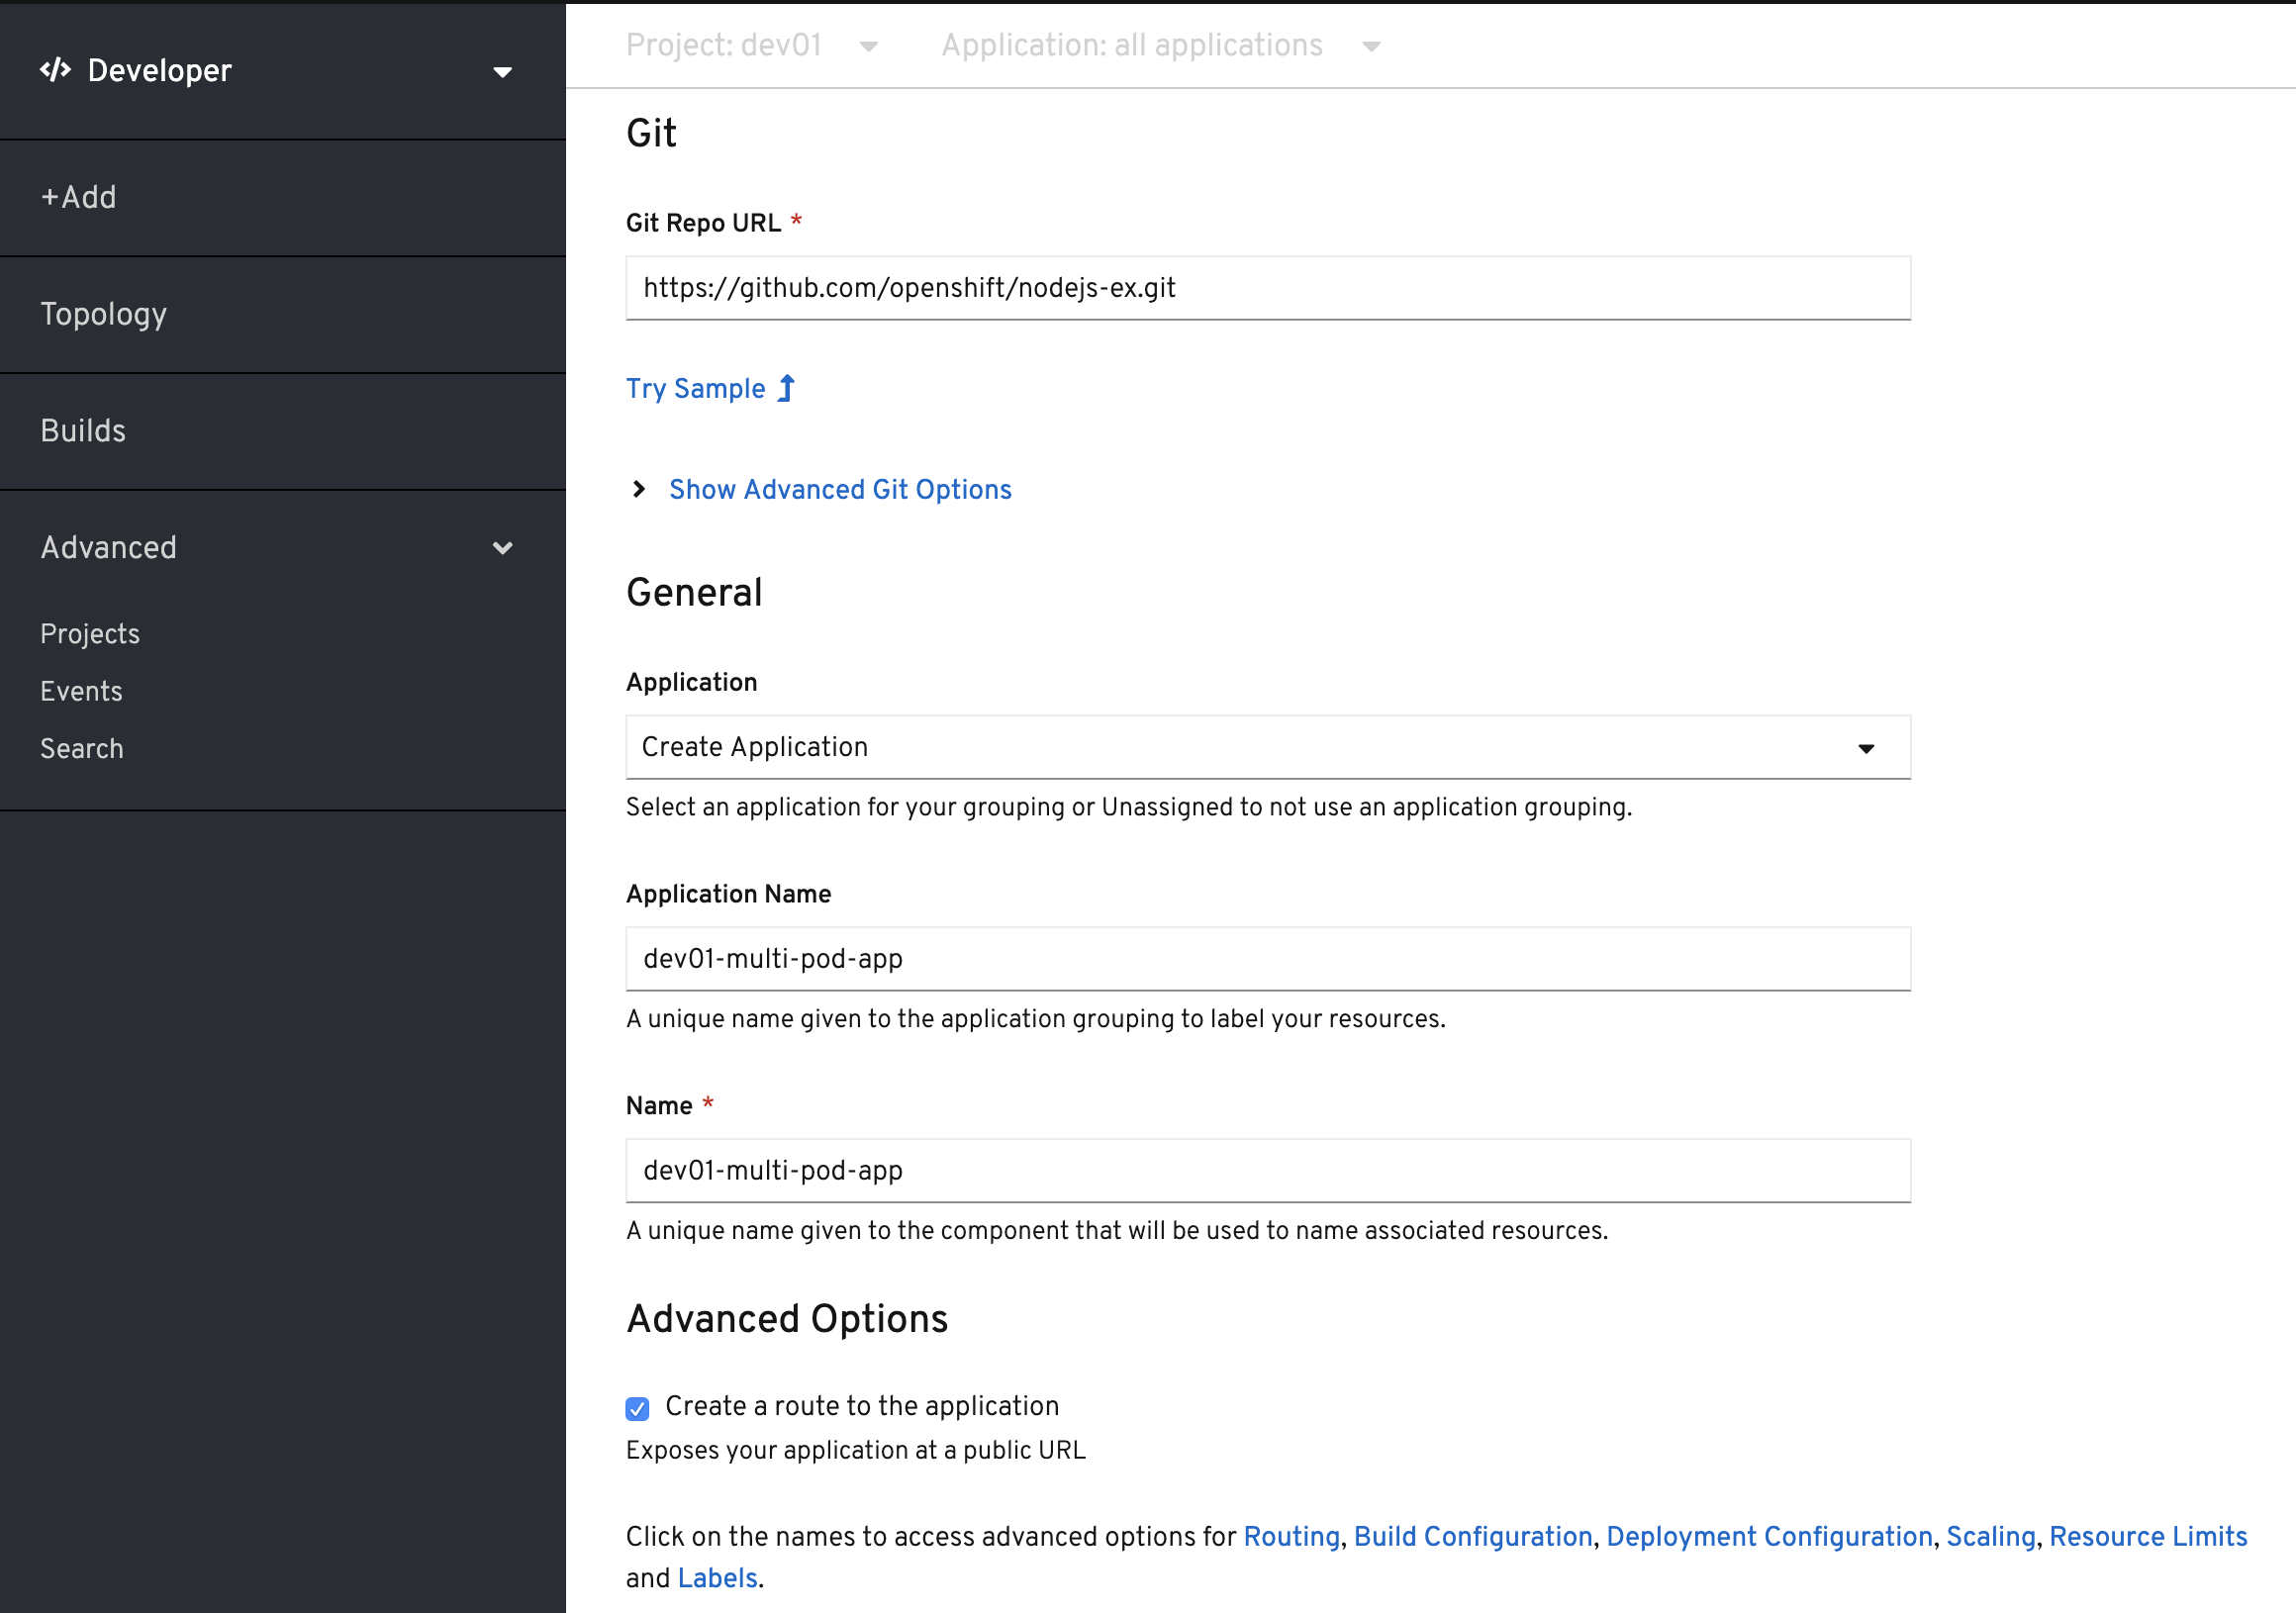 Developer
+Add
Topology
Builds
Advanced
Projects
Events
Search
Project: dev01 Application: all applications
Git
Git Repo URL *
https://github.com/openshift/nodejs-ex.git
Try Sample
Show Advanced Git Options
General
Application
Create Application
Select an application for your grouping or Unassigned to not use an application grouping.
Application Name
dev01-multi-pod-app
A unique name given to the application grouping to label your resources.
Name *
dev01-multi-pod-app
A unique name given to the component that will be used to name associated resources.
Advanced Options
Create a route to the application
Exposes your application at a public URL
Click on the names to access advanced options for Routing, Build Configuration, Deployment Configuration, Scaling, Resource Limits
and Labels.